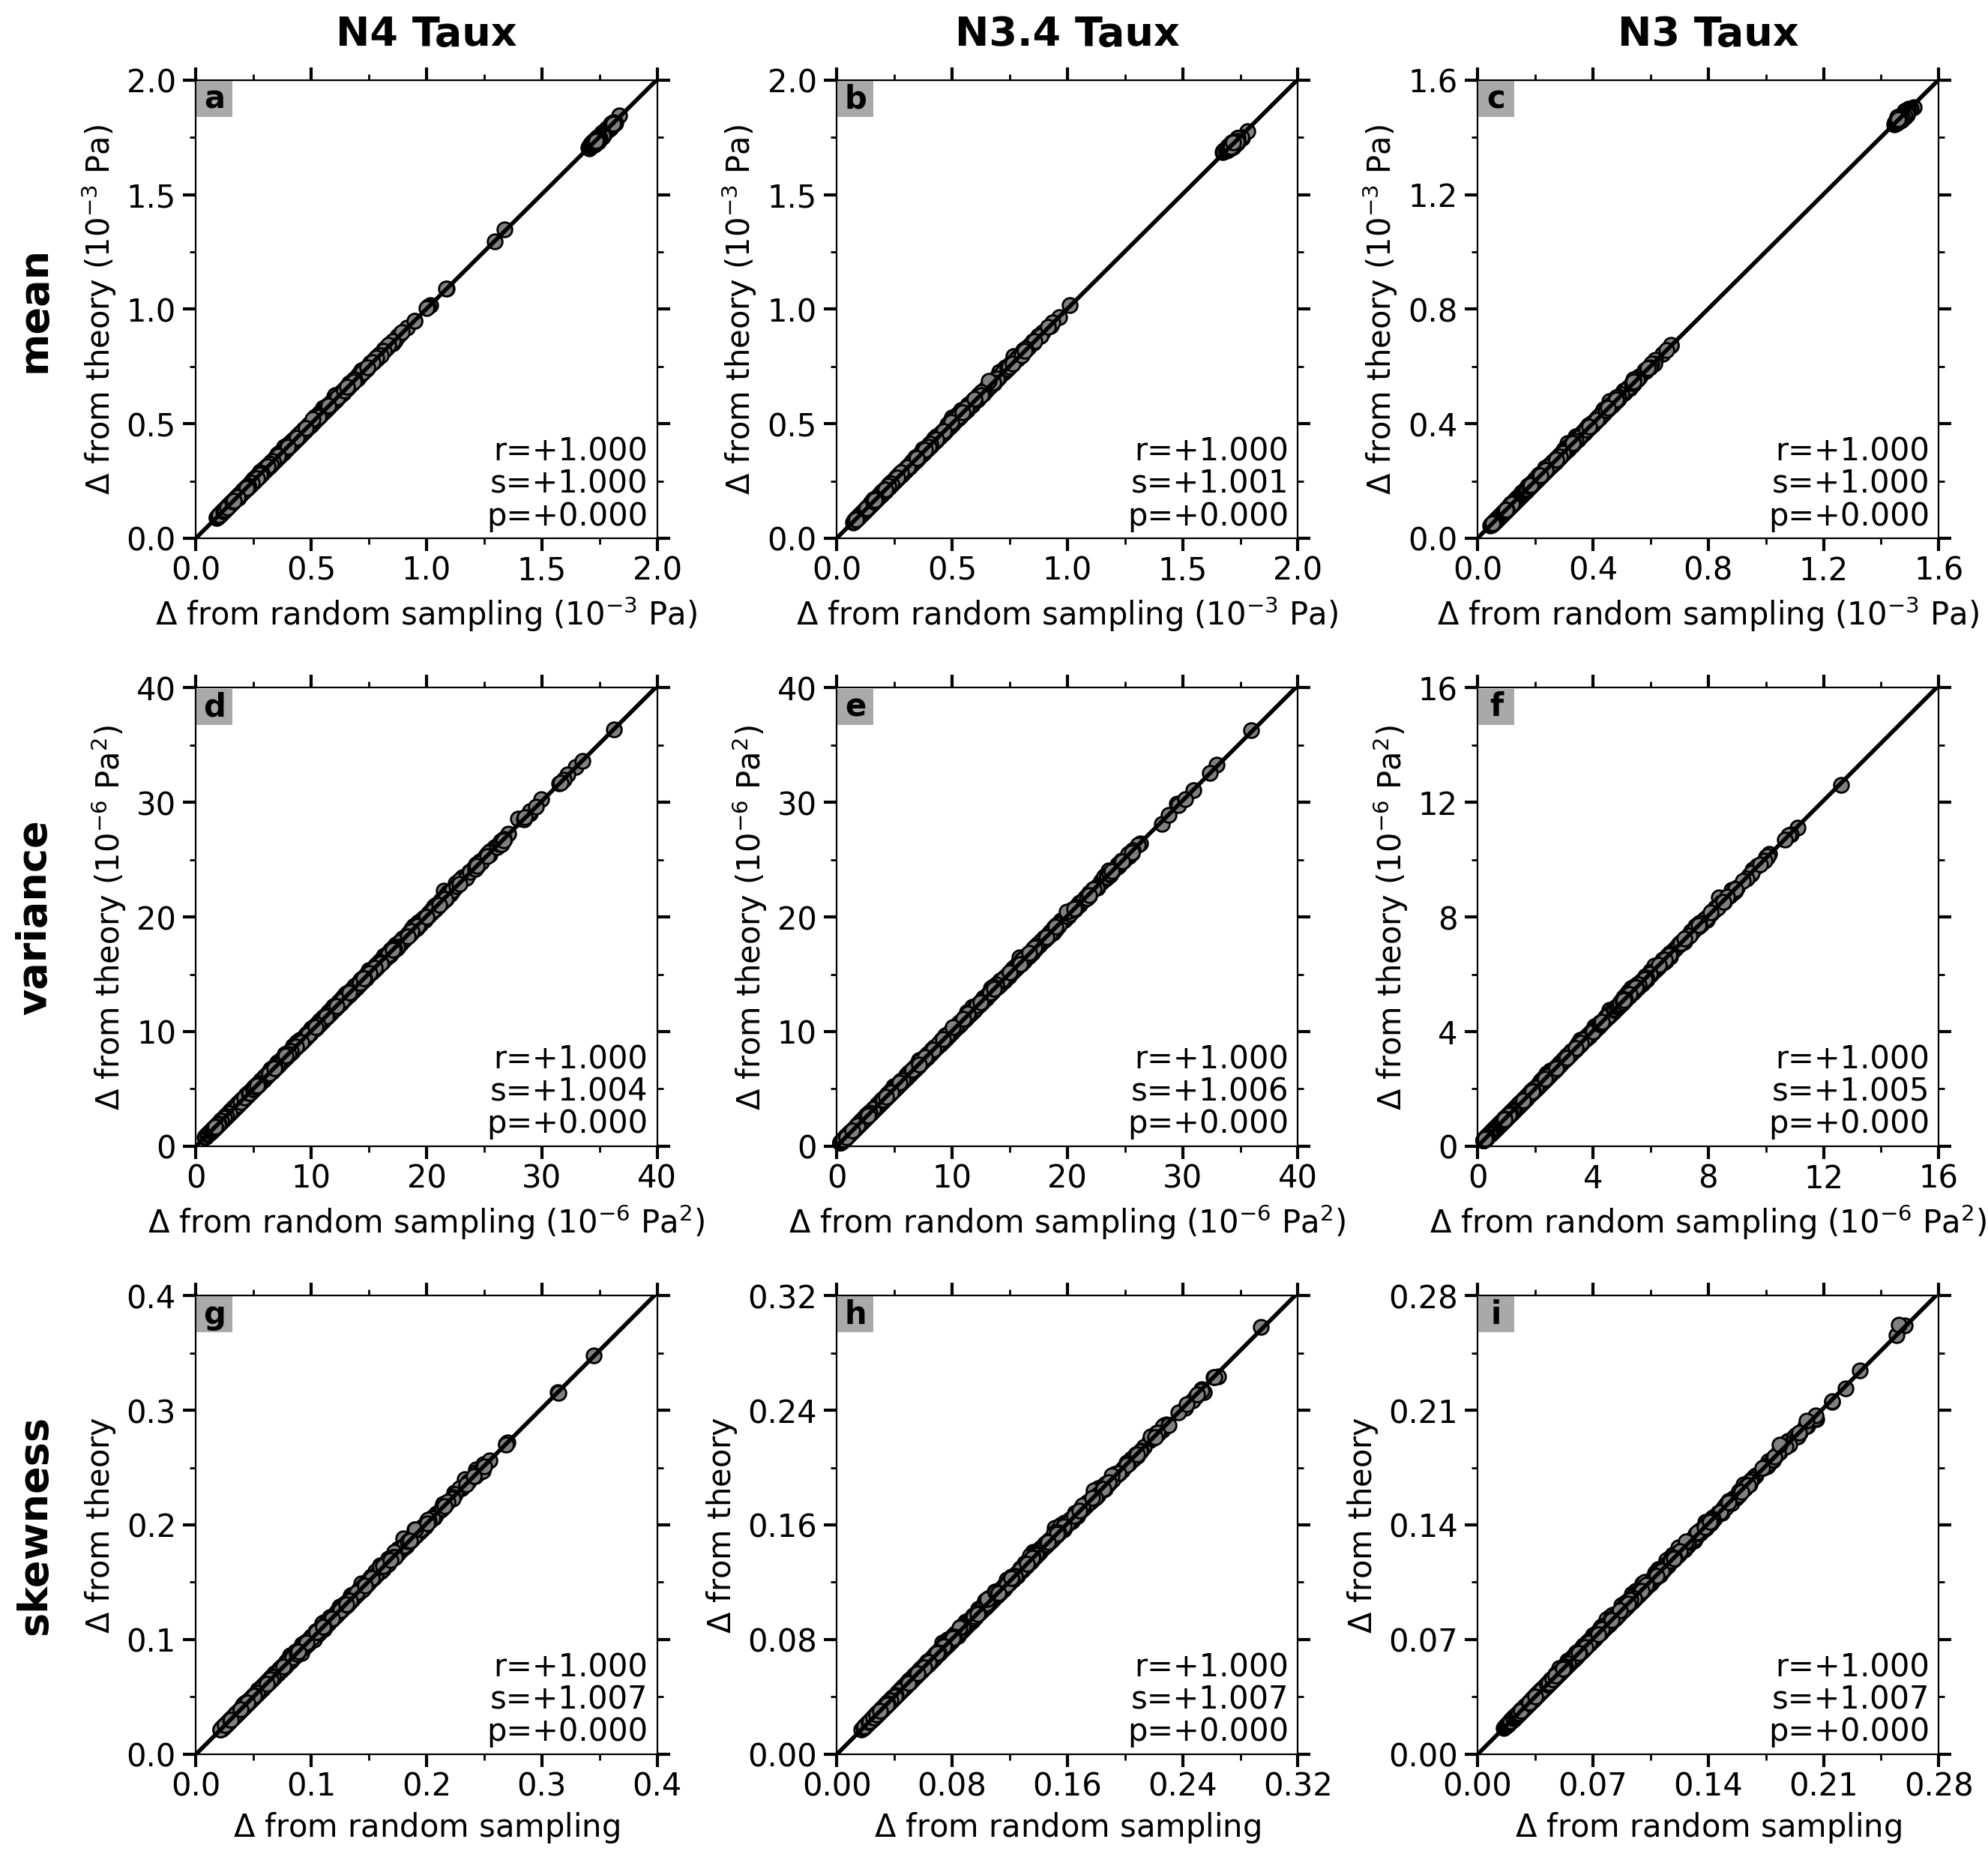 N4 Taux
N3.4 Taux
N3 Taux
mean
a
Δ from theory (10⁻³ Pa)
2.0
1.5
1.0
0.5
0.0
r=+1.000
s=+1.000
p=+0.000
0.0 0.5 1.0 1.5 2.0
Δ from random sampling (10⁻³ Pa)
b
Δ from theory (10⁻³ Pa)
2.0
1.5
1.0
0.5
0.0
r=+1.000
s=+1.001
p=+0.000
0.0 0.5 1.0 1.5 2.0
Δ from random sampling (10⁻³ Pa)
c
Δ from theory (10⁻³ Pa)
1.6
1.2
0.8
0.4
0.0
r=+1.000
s=+1.000
p=+0.000
0.0 0.4 0.8 1.2 1.6
Δ from random sampling (10⁻³ Pa)
variance
d
Δ from theory (10⁻⁶ Pa²)
40
30
20
10
0
r=+1.000
s=+1.004
p=+0.000
0 10 20 30 40
Δ from random sampling (10⁻⁶ Pa²)
e
Δ from theory (10⁻⁶ Pa²)
40
30
20
10
0
r=+1.000
s=+1.006
p=+0.000
0 10 20 30 40
Δ from random sampling (10⁻⁶ Pa²)
f
Δ from theory (10⁻⁶ Pa²)
16
12
8
4
0
r=+1.000
s=+1.005
p=+0.000
0 4 8 12 16
Δ from random sampling (10⁻⁶ Pa²)
skewness
g
Δ from theory
0.4
0.3
0.2
0.1
0.0
r=+1.000
s=+1.007
p=+0.000
0.0 0.1 0.2 0.3 0.4
Δ from random sampling
h
Δ from theory
0.32
0.24
0.16
0.08
0.00
r=+1.000
s=+1.007
p=+0.000
0.00 0.08 0.16 0.24 0.32
Δ from random sampling
i
Δ from theory
0.28
0.21
0.14
0.07
0.00
r=+1.000
s=+1.007
p=+0.000
0.00 0.07 0.14 0.21 0.28
Δ from random sampling